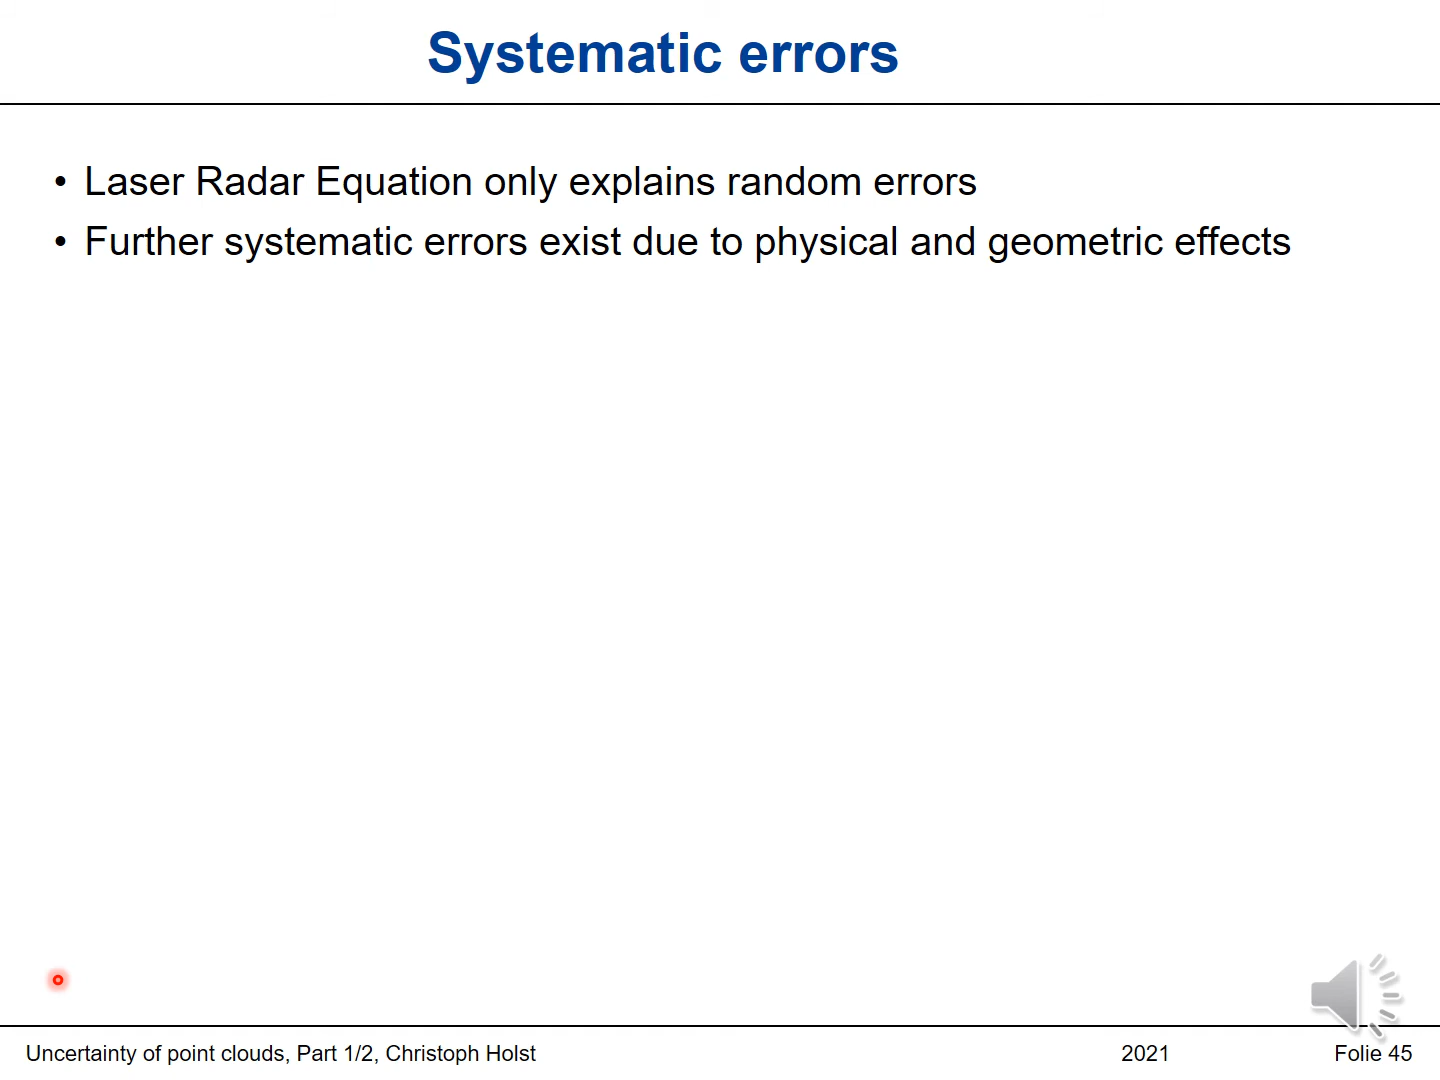 Systematic errors
• Laser Radar Equation only explains random errors
• Further systematic errors exist due to physical and geometric effects
Uncertainty of point clouds, Part 1/2, Christoph Holst 2021 Folie 45